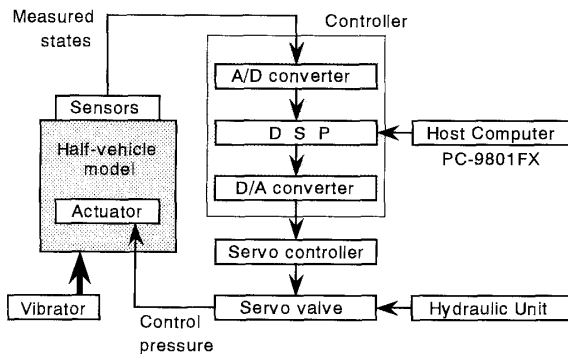 Measured
states
Controller
A/D converter
Sensors
D S P
Host Computer
PC-9801FX
Half-vehicle
model
D/A converter
Actuator
Servo controller
Vibrator
Servo valve
Hydraulic Unit
Control
pressure